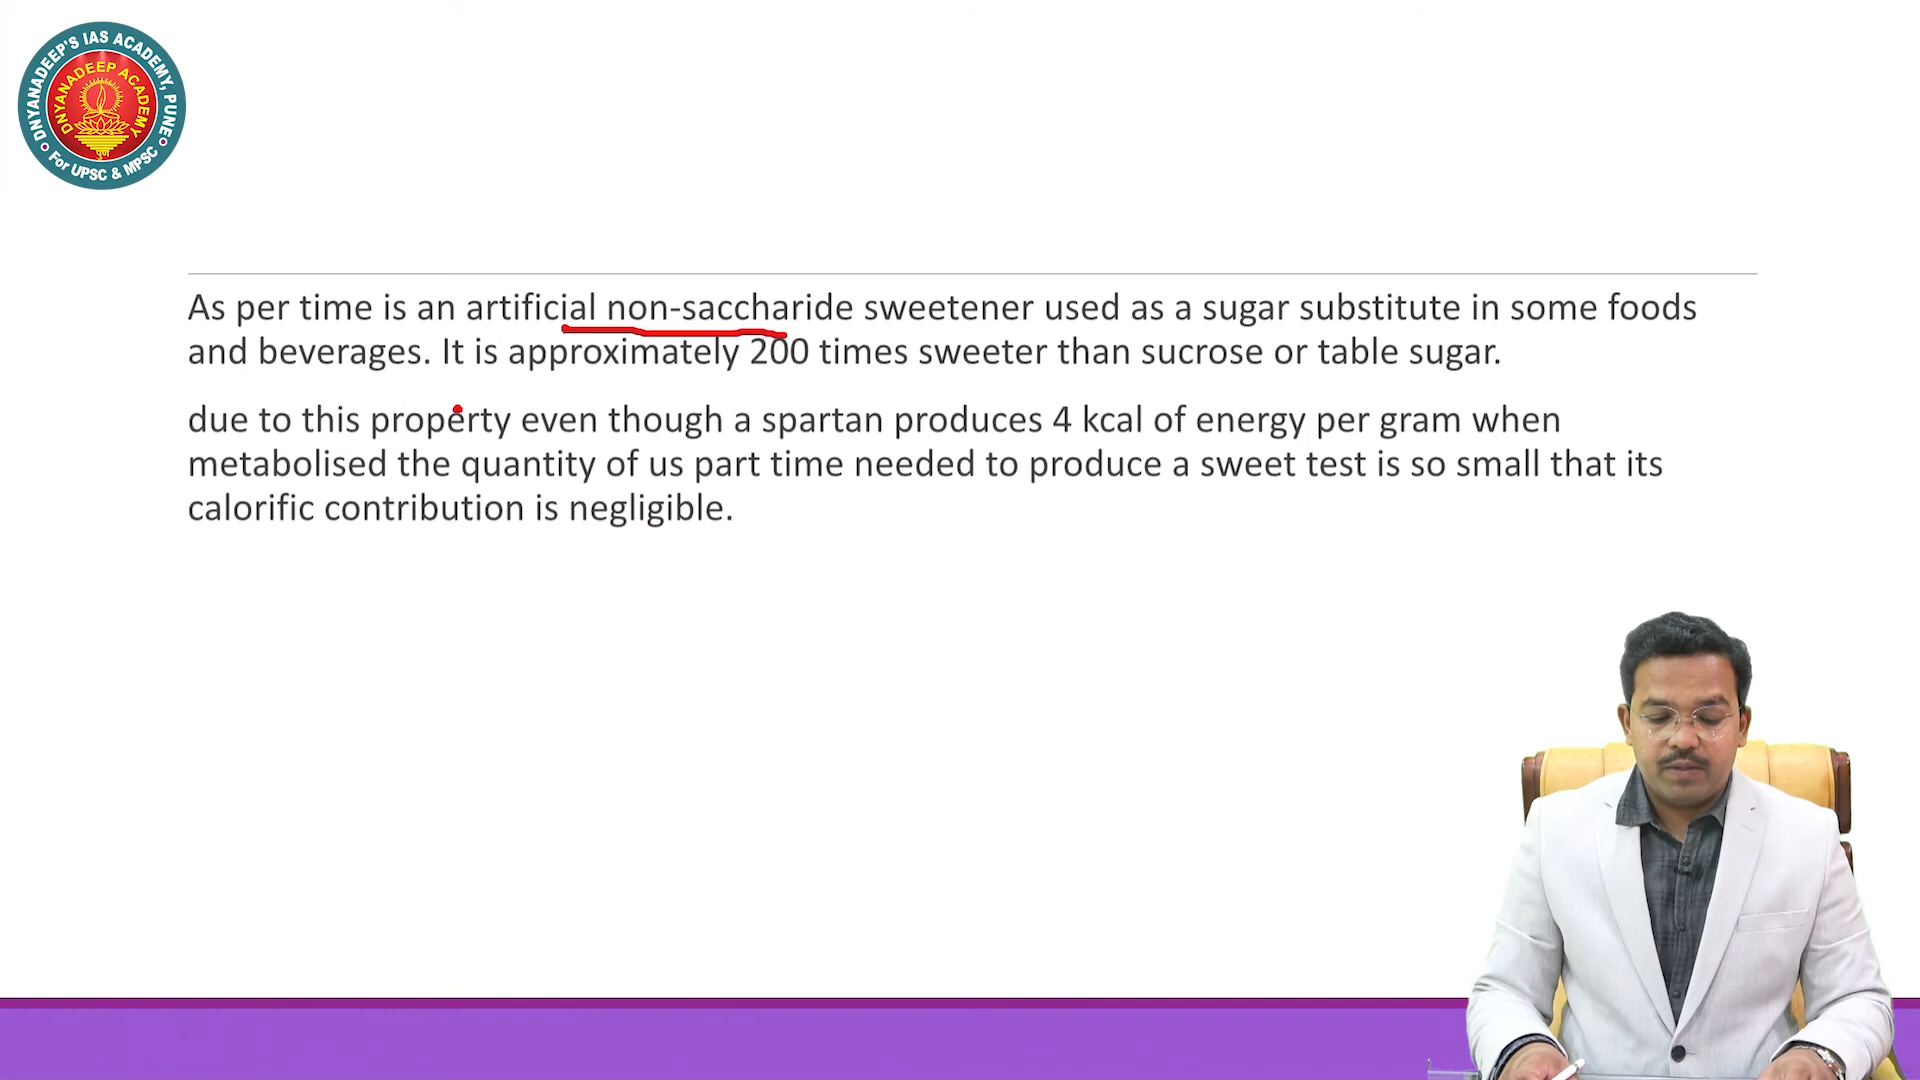 DNYANADEEP'S IAS ACADEMY, PUNE
DNYANADEEP ACADEMY
पुणे
For UPSC & MPSC
As per time is an artificial non-saccharide sweetener used as a sugar substitute in some foods
and beverages. It is approximately 200 times sweeter than sucrose or table sugar.
due to this property even though a spartan produces 4 kcal of energy per gram when
metabolised the quantity of us part time needed to produce a sweet test is so small that its
calorific contribution is negligible.